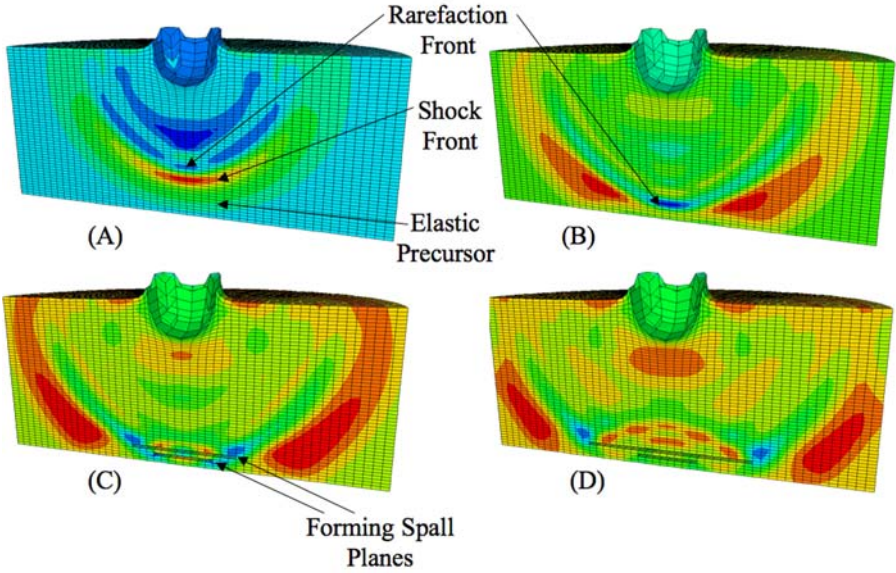 Rarefaction
Front
Shock
Front
Elastic
Precursor
(A)
(B)
(C)
(D)
Forming Spall
Planes